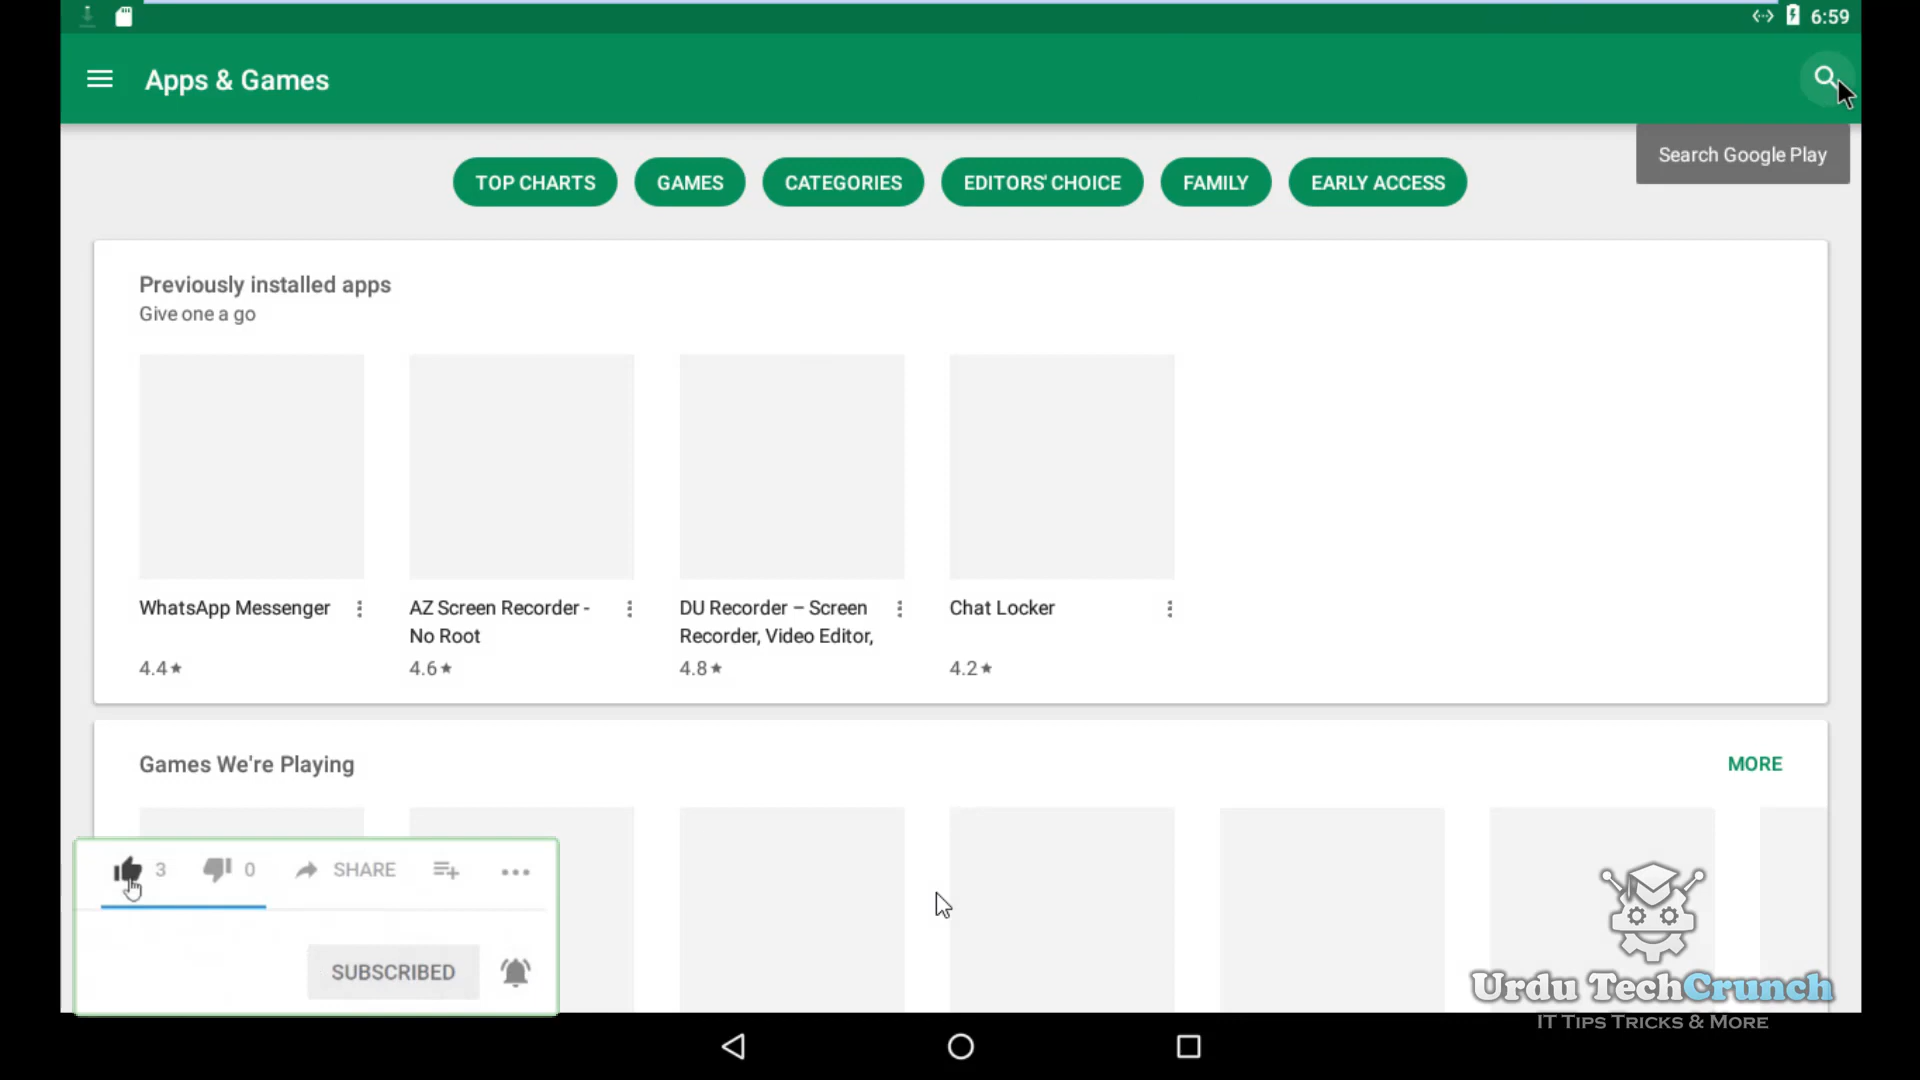 6:59
Apps & Games
Search Google Play
TOP CHARTS
GAMES
CATEGORIES
EDITORS' CHOICE
FAMILY
EARLY ACCESS
Previously installed apps
Give one a go
WhatsApp Messenger
4.4★
AZ Screen Recorder -
No Root
4.6★
DU Recorder – Screen
Recorder, Video Editor,
4.8★
Chat Locker
4.2★
Games We're Playing
MORE
3
0
SHARE
SUBSCRIBED
Urdu TechCrunch
IT Tips Tricks & More